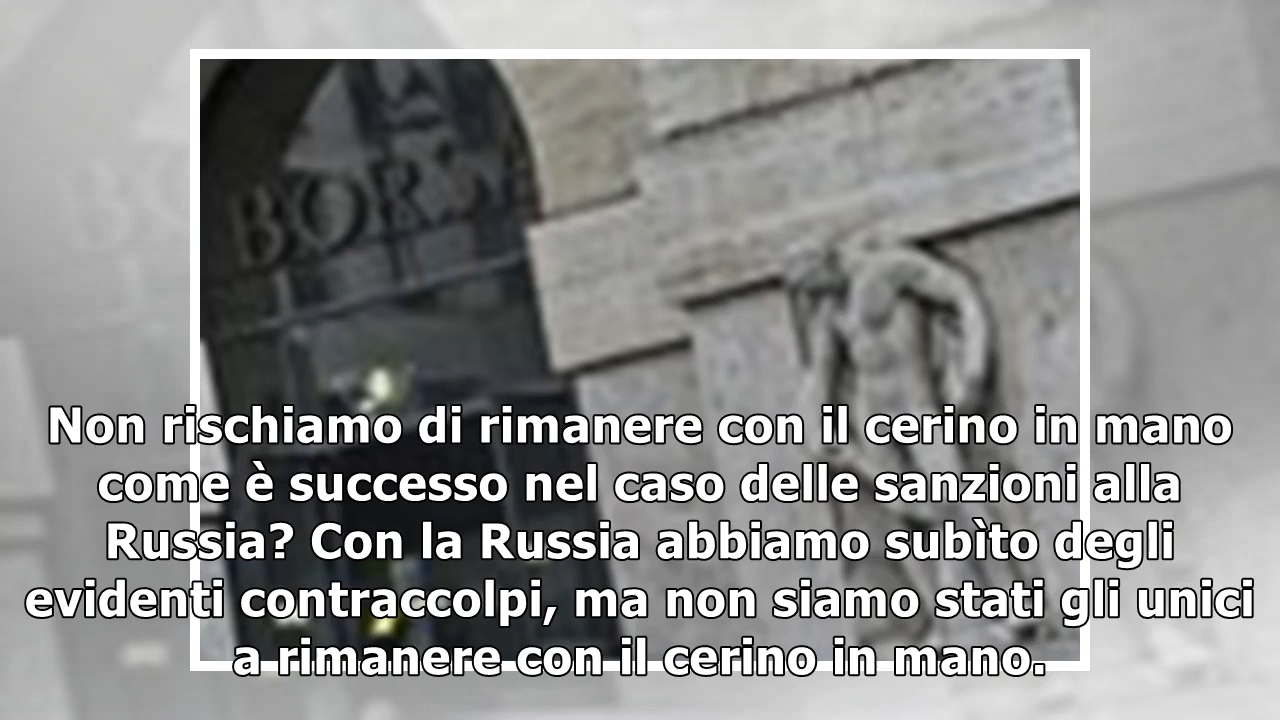 BORSA
Non rischiamo di rimanere con il cerino in mano
come è successo nel caso delle sanzioni alla
Russia? Con la Russia abbiamo subìto degli
evidenti contraccolpi, ma non siamo stati gli unici
a rimanere con il cerino in mano.